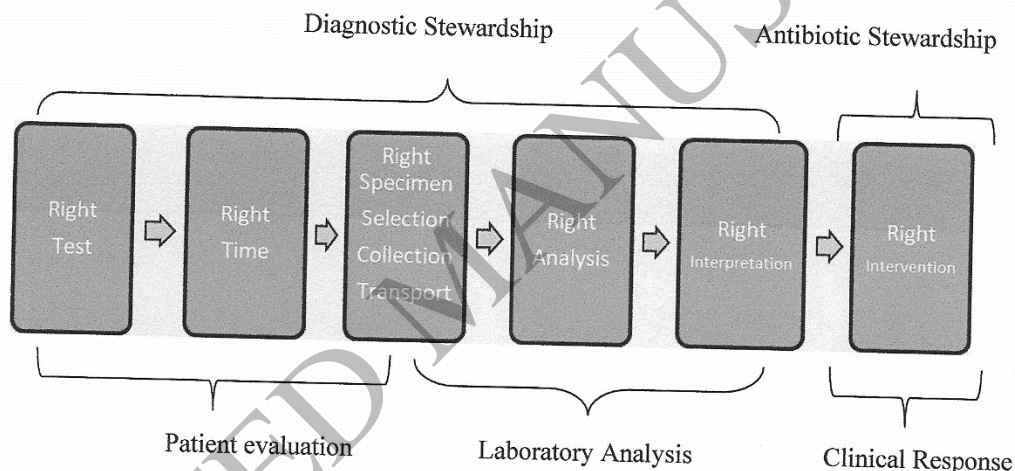 Diagnostic Stewardship
Antibiotic Stewardship
Right
Test
Right
Time
Right
Specimen
Selection
Collection
Transport
Right
Analysis
Right
Interpretation
Right
Intervention
Patient evaluation
Laboratory Analysis
Clinical Response